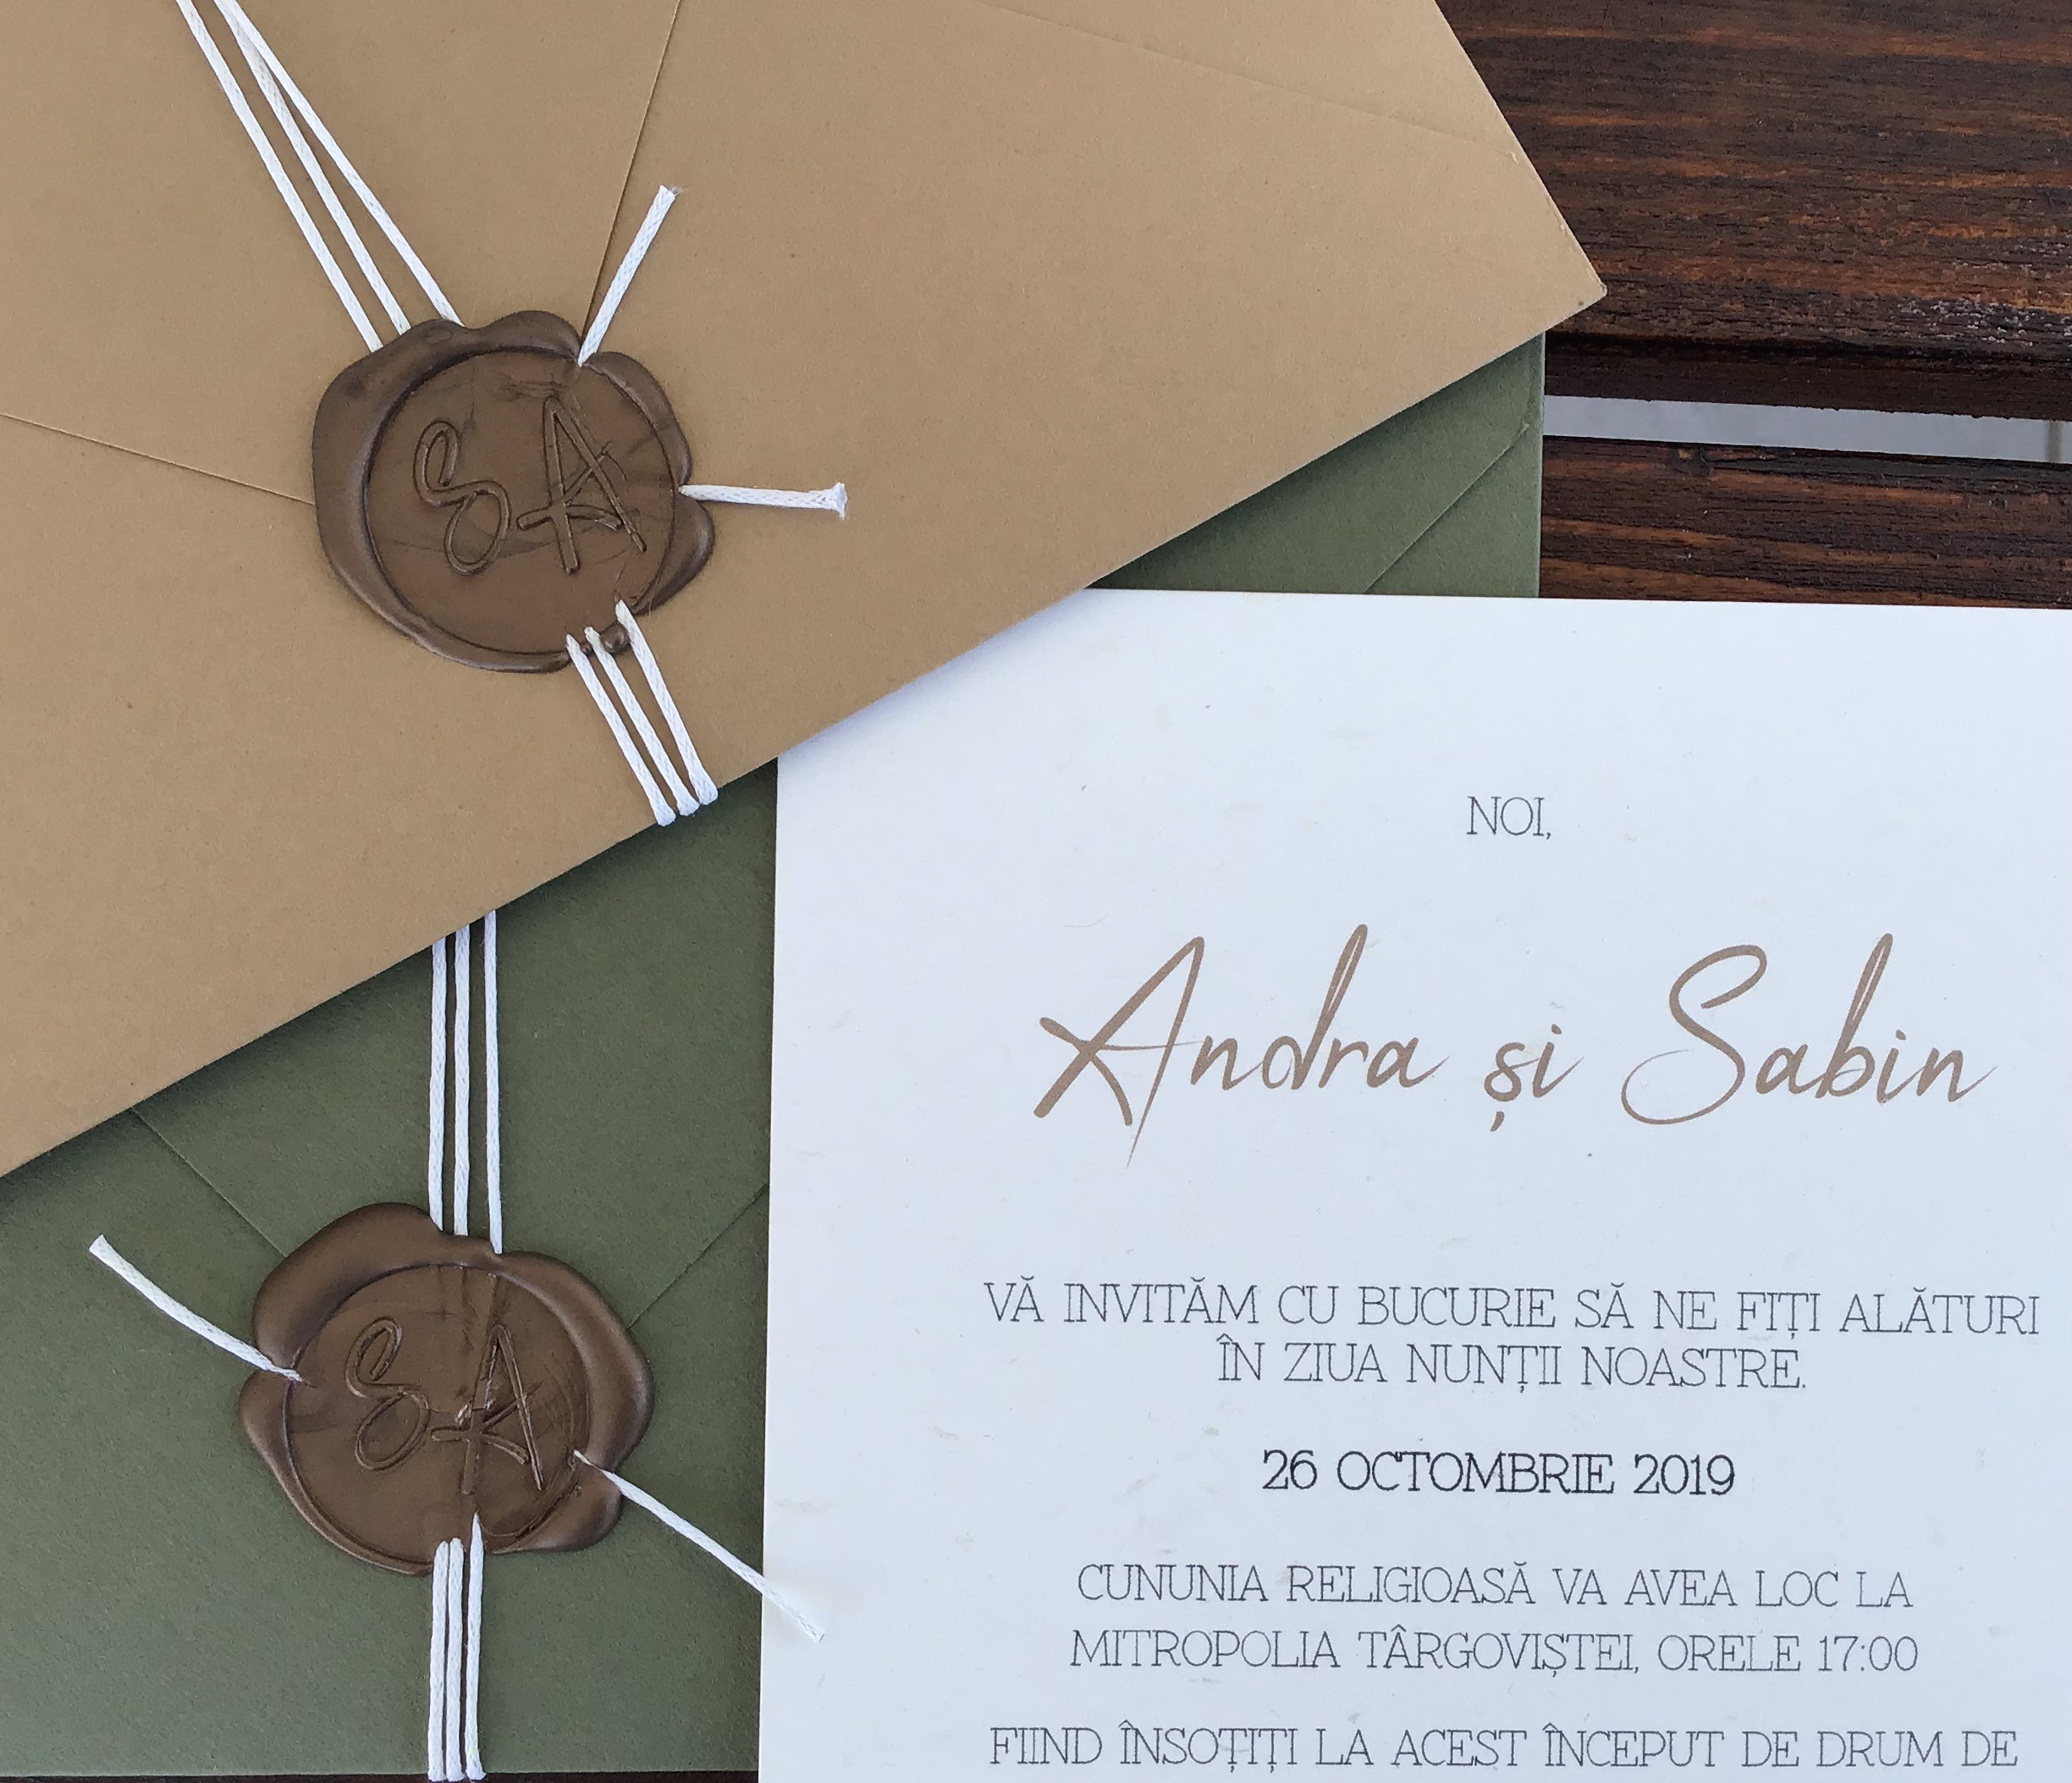 SA
NOI,
Andra și Sabin
VĂ INVITĂM CU BUCURIE SĂ NE FIȚI ALĂTURI
ÎN ZIUA NUNȚII NOASTRE.
26 OCTOMBRIE 2019
CUNUNIA RELIGIOASĂ VA AVEA LOC LA
MITROPOLIA TÂRGOVIȘTEI, ORELE 17:00
FIIND ÎNSOȚIȚI LA ACEST ÎNCEPUT DE DRUM DE
SA